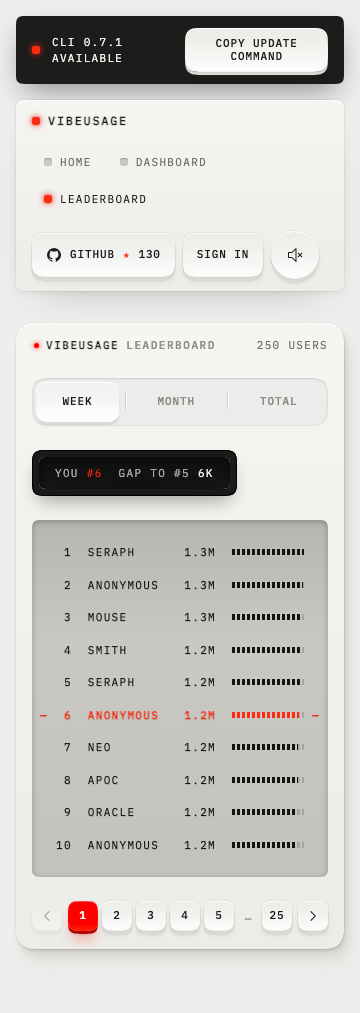 CLI 0.7.1
AVAILABLE
COPY UPDATE
COMMAND
VIBEUSAGE
HOME DASHBOARD
LEADERBOARD
GITHUB ★ 130 SIGN IN
VIBEUSAGE LEADERBOARD 250 USERS
WEEK MONTH TOTAL
YOU #6 GAP TO #5 6K
1 SERAPH 1.3M
2 ANONYMOUS 1.3M
3 MOUSE 1.3M
4 SMITH 1.2M
5 SERAPH 1.2M
— 6 ANONYMOUS 1.2M —
7 NEO 1.2M
8 APOC 1.2M
9 ORACLE 1.2M
10 ANONYMOUS 1.2M
1 2 3 4 5 … 25